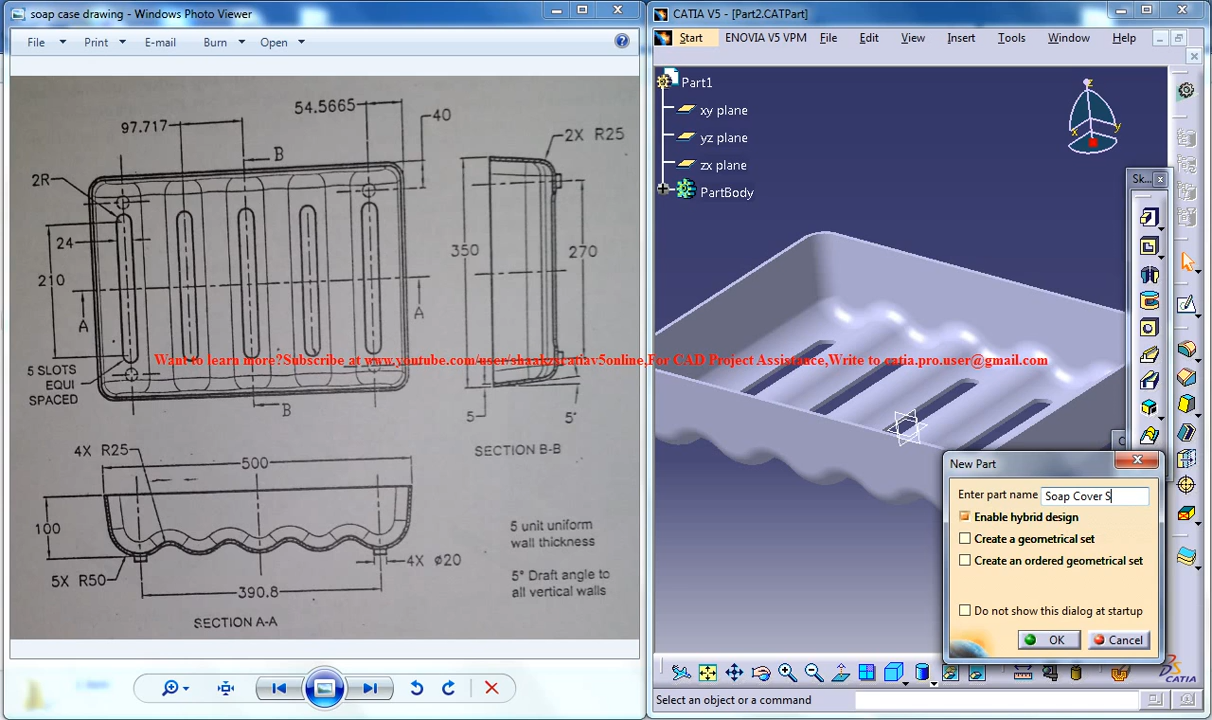 soap case drawing - Windows Photo Viewer
File Print E-mail Burn Open
54.5665
97.717
40
B
2X R25
2R
24
350
270
210
A
A
5 SLOTS
EQUI
SPACED
B
5
5°
SECTION B-B
4X R25
500
100
5 unit uniform
wall thickness
4X ø20
5X R50
390.8
5° Draft angle to
all vertical walls
SECTION A-A
Want to learn more?Subscribe at www.youtube.com/user/shaakzscatiav5online,For CAD Project Assistance,Write to catia.pro.user@gmail.com
CATIA V5 - [Part2.CATPart]
Start ENOVIA V5 VPM File Edit View Insert Tools Window Help
Part1
xy plane
yz plane
zx plane
PartBody
z
x
y
Sk...
New Part
Enter part name Soap Cover S
Enable hybrid design
Create a geometrical set
Create an ordered geometrical set
Do not show this dialog at startup
OK Cancel
CATIA
Select an object or a command